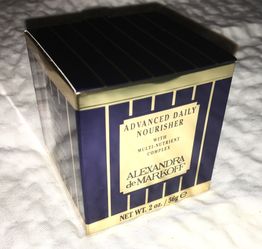 ADVANCED DAILY
NOURISHER
WITH
MULTI-NUTRIENT
COMPLEX
ALEXANDRA
de MARKOFF
NET WT. 2 oz. / 56g ℮